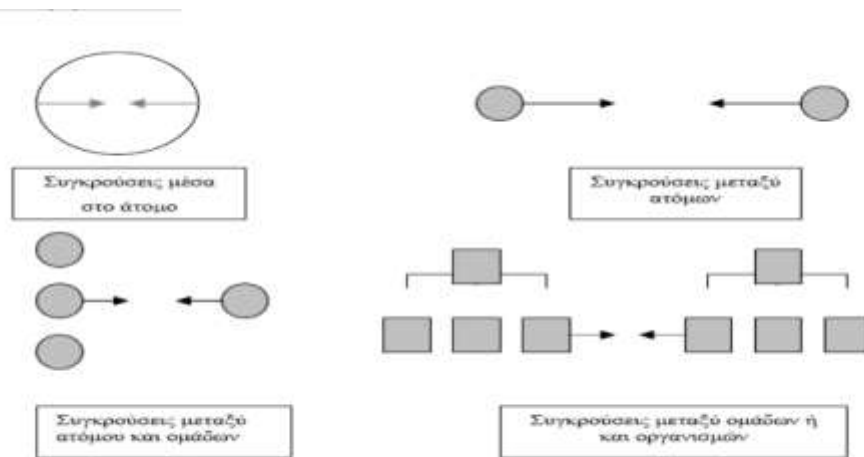 Συγκρούσεις μέσα
στο άτομο
Συγκρούσεις μεταξύ
ατόμων
Συγκρούσεις μεταξύ
ατόμου και ομάδων
Συγκρούσεις μεταξύ ομάδων ή
και οργανισμών